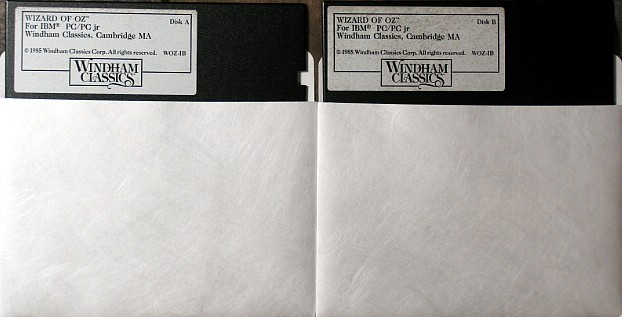 WIZARD OF OZ™ Disk A
For IBM® PC/PC jr
Windham Classics, Cambridge MA
© 1985 Windham Classics Corp. All rights reserved. WOZ-IB
WINDHAM
CLASSICS
WIZARD OF OZ™ Disk B
For IBM® PC/PC jr
Windham Classics, Cambridge MA
© 1985 Windham Classics Corp. All rights reserved. WOZ-IB
WINDHAM
CLASSICS